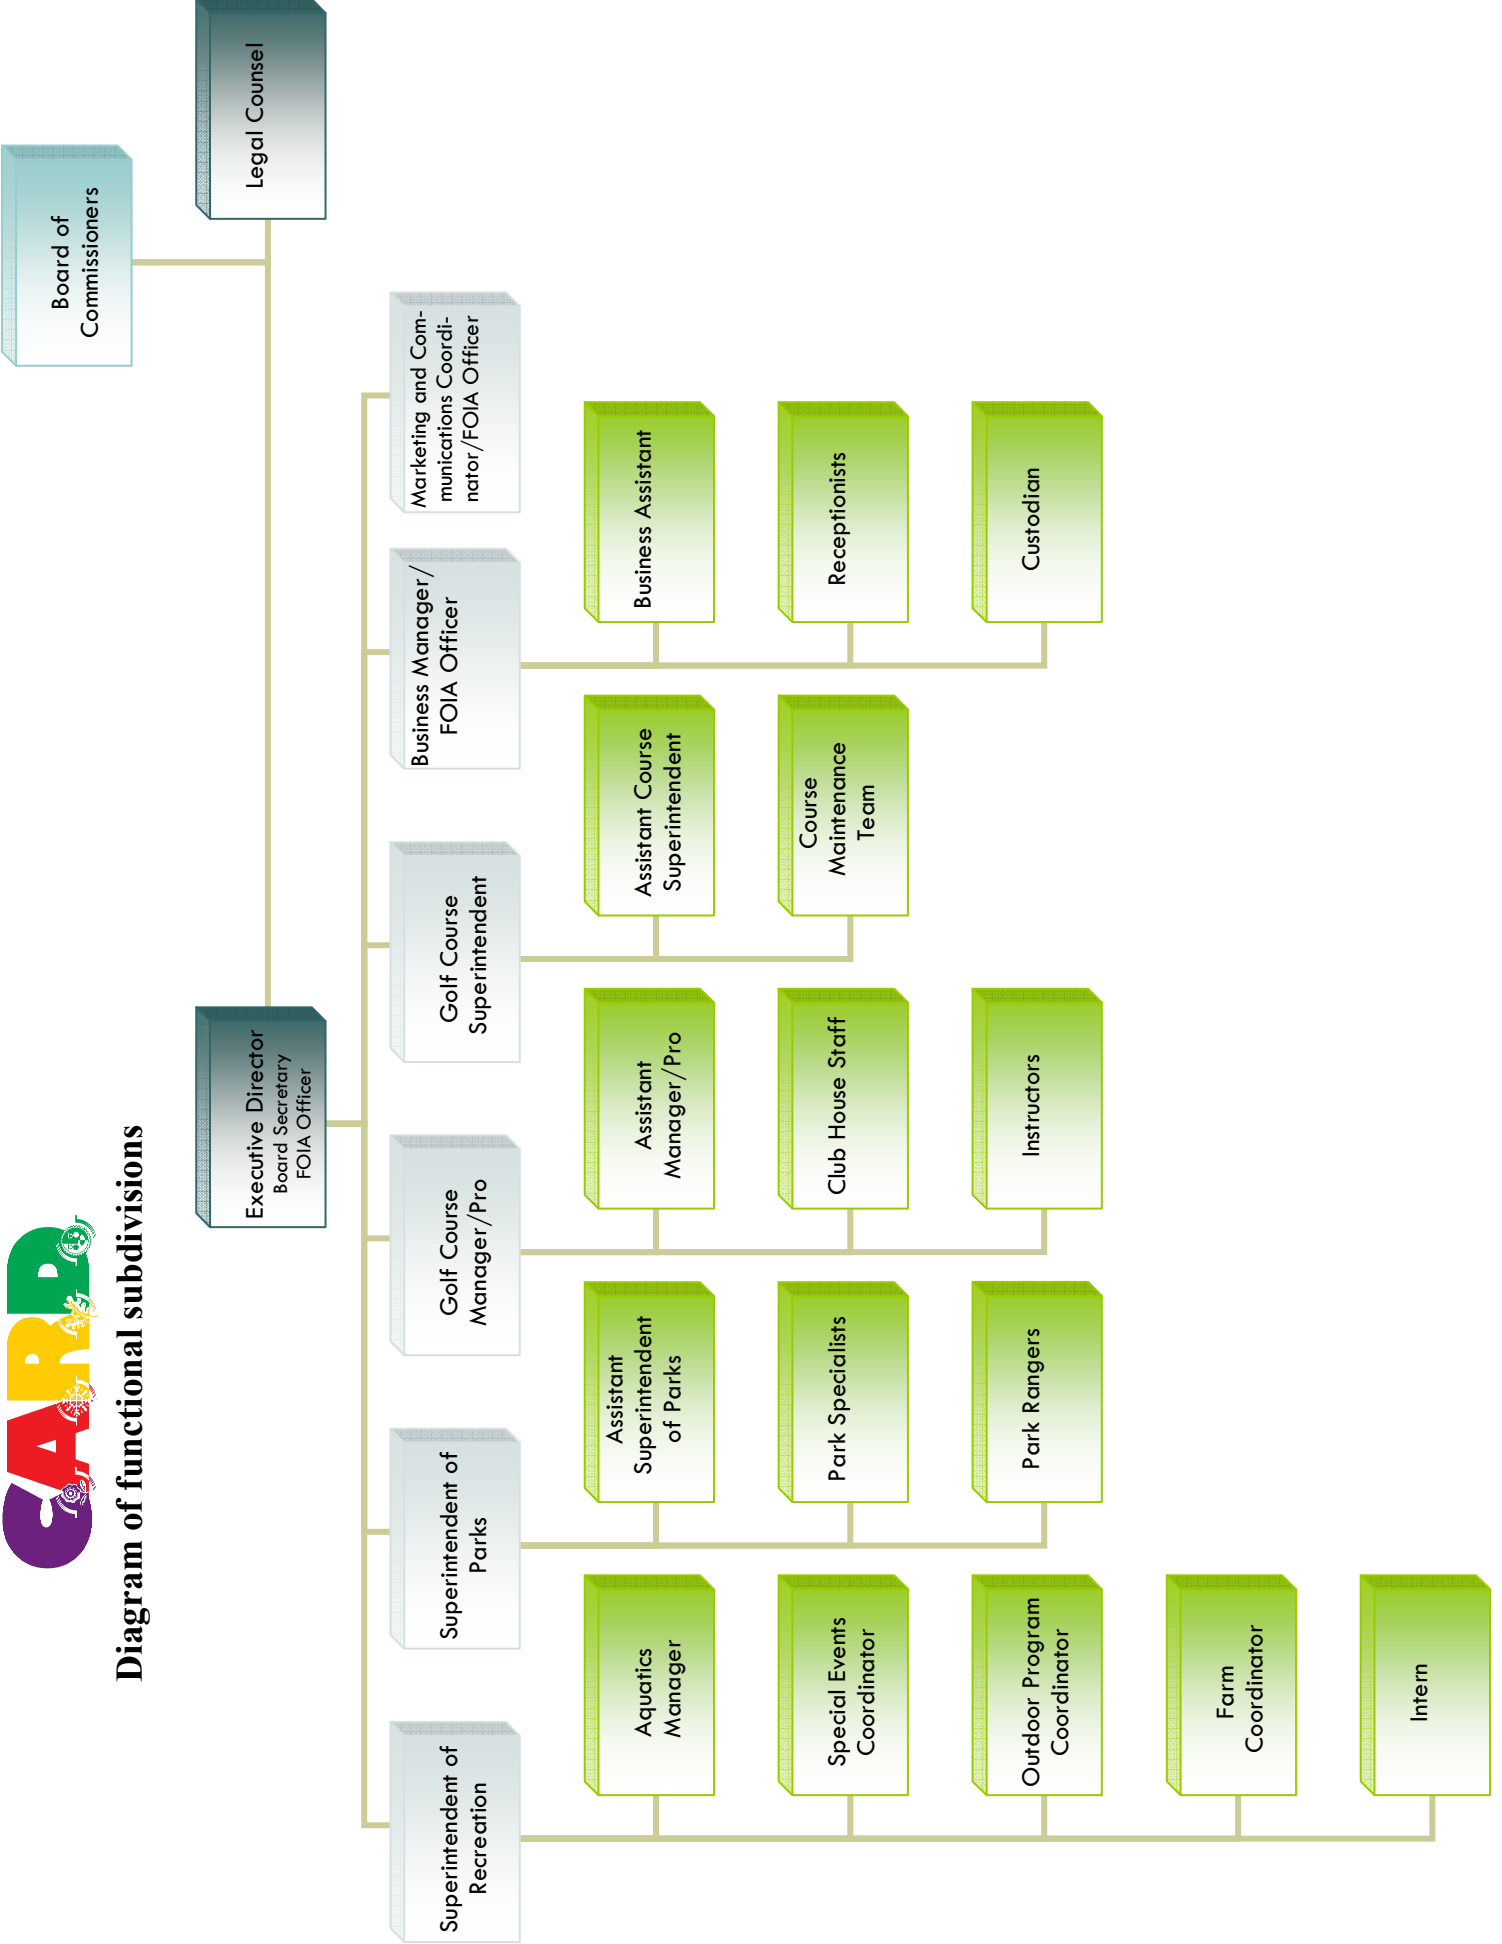 CARD
Diagram of functional subdivisions
Board of
Commissioners
Executive Director
Board Secretary
FOIA Officer
Legal Counsel
Superintendent of
Recreation
Superintendent of
Parks
Golf Course
Manager/Pro
Golf Course
Superintendent
Business Manager/
FOIA Officer
Marketing and Com-
munications Coordi-
nator/FOIA Officer
Aquatics
Manager
Assistant
Superintendent
of Parks
Assistant
Manager/Pro
Assistant Course
Superintendent
Business Assistant
Special Events
Coordinator
Park Specialists
Club House Staff
Course
Maintenance
Team
Receptionists
Outdoor Program
Coordinator
Park Rangers
Instructors
Custodian
Farm
Coordinator
Intern